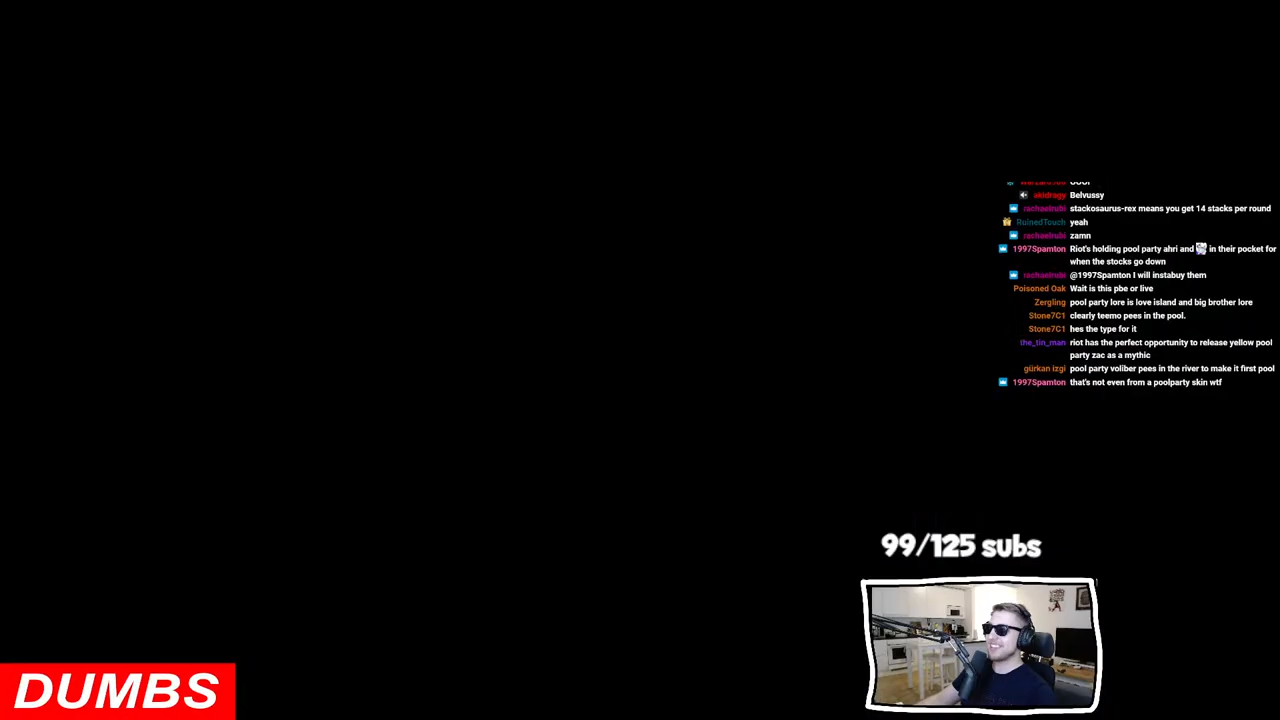 akidragy Belvussy
rachaelrubi stackosaurus-rex means you get 14 stacks per round
RuinedTouch yeah
rachaelrubi zamn
1997Spamton Riot's holding pool party ahri and in their pocket for
when the stocks go down
rachaelrubi @1997Spamton I will instabuy them
Poisoned Oak Wait is this pbe or live
Zergling pool party lore is love island and big brother lore
Stone7C1 clearly teemo pees in the pool.
Stone7C1 hes the type for it
the_tin_man riot has the perfect opportunity to release yellow pool
party zac as a mythic
gürkan izgi pool party voliber pees in the river to make it first pool
1997Spamton that's not even from a poolparty skin wtf
99/125 subs
DUMBS